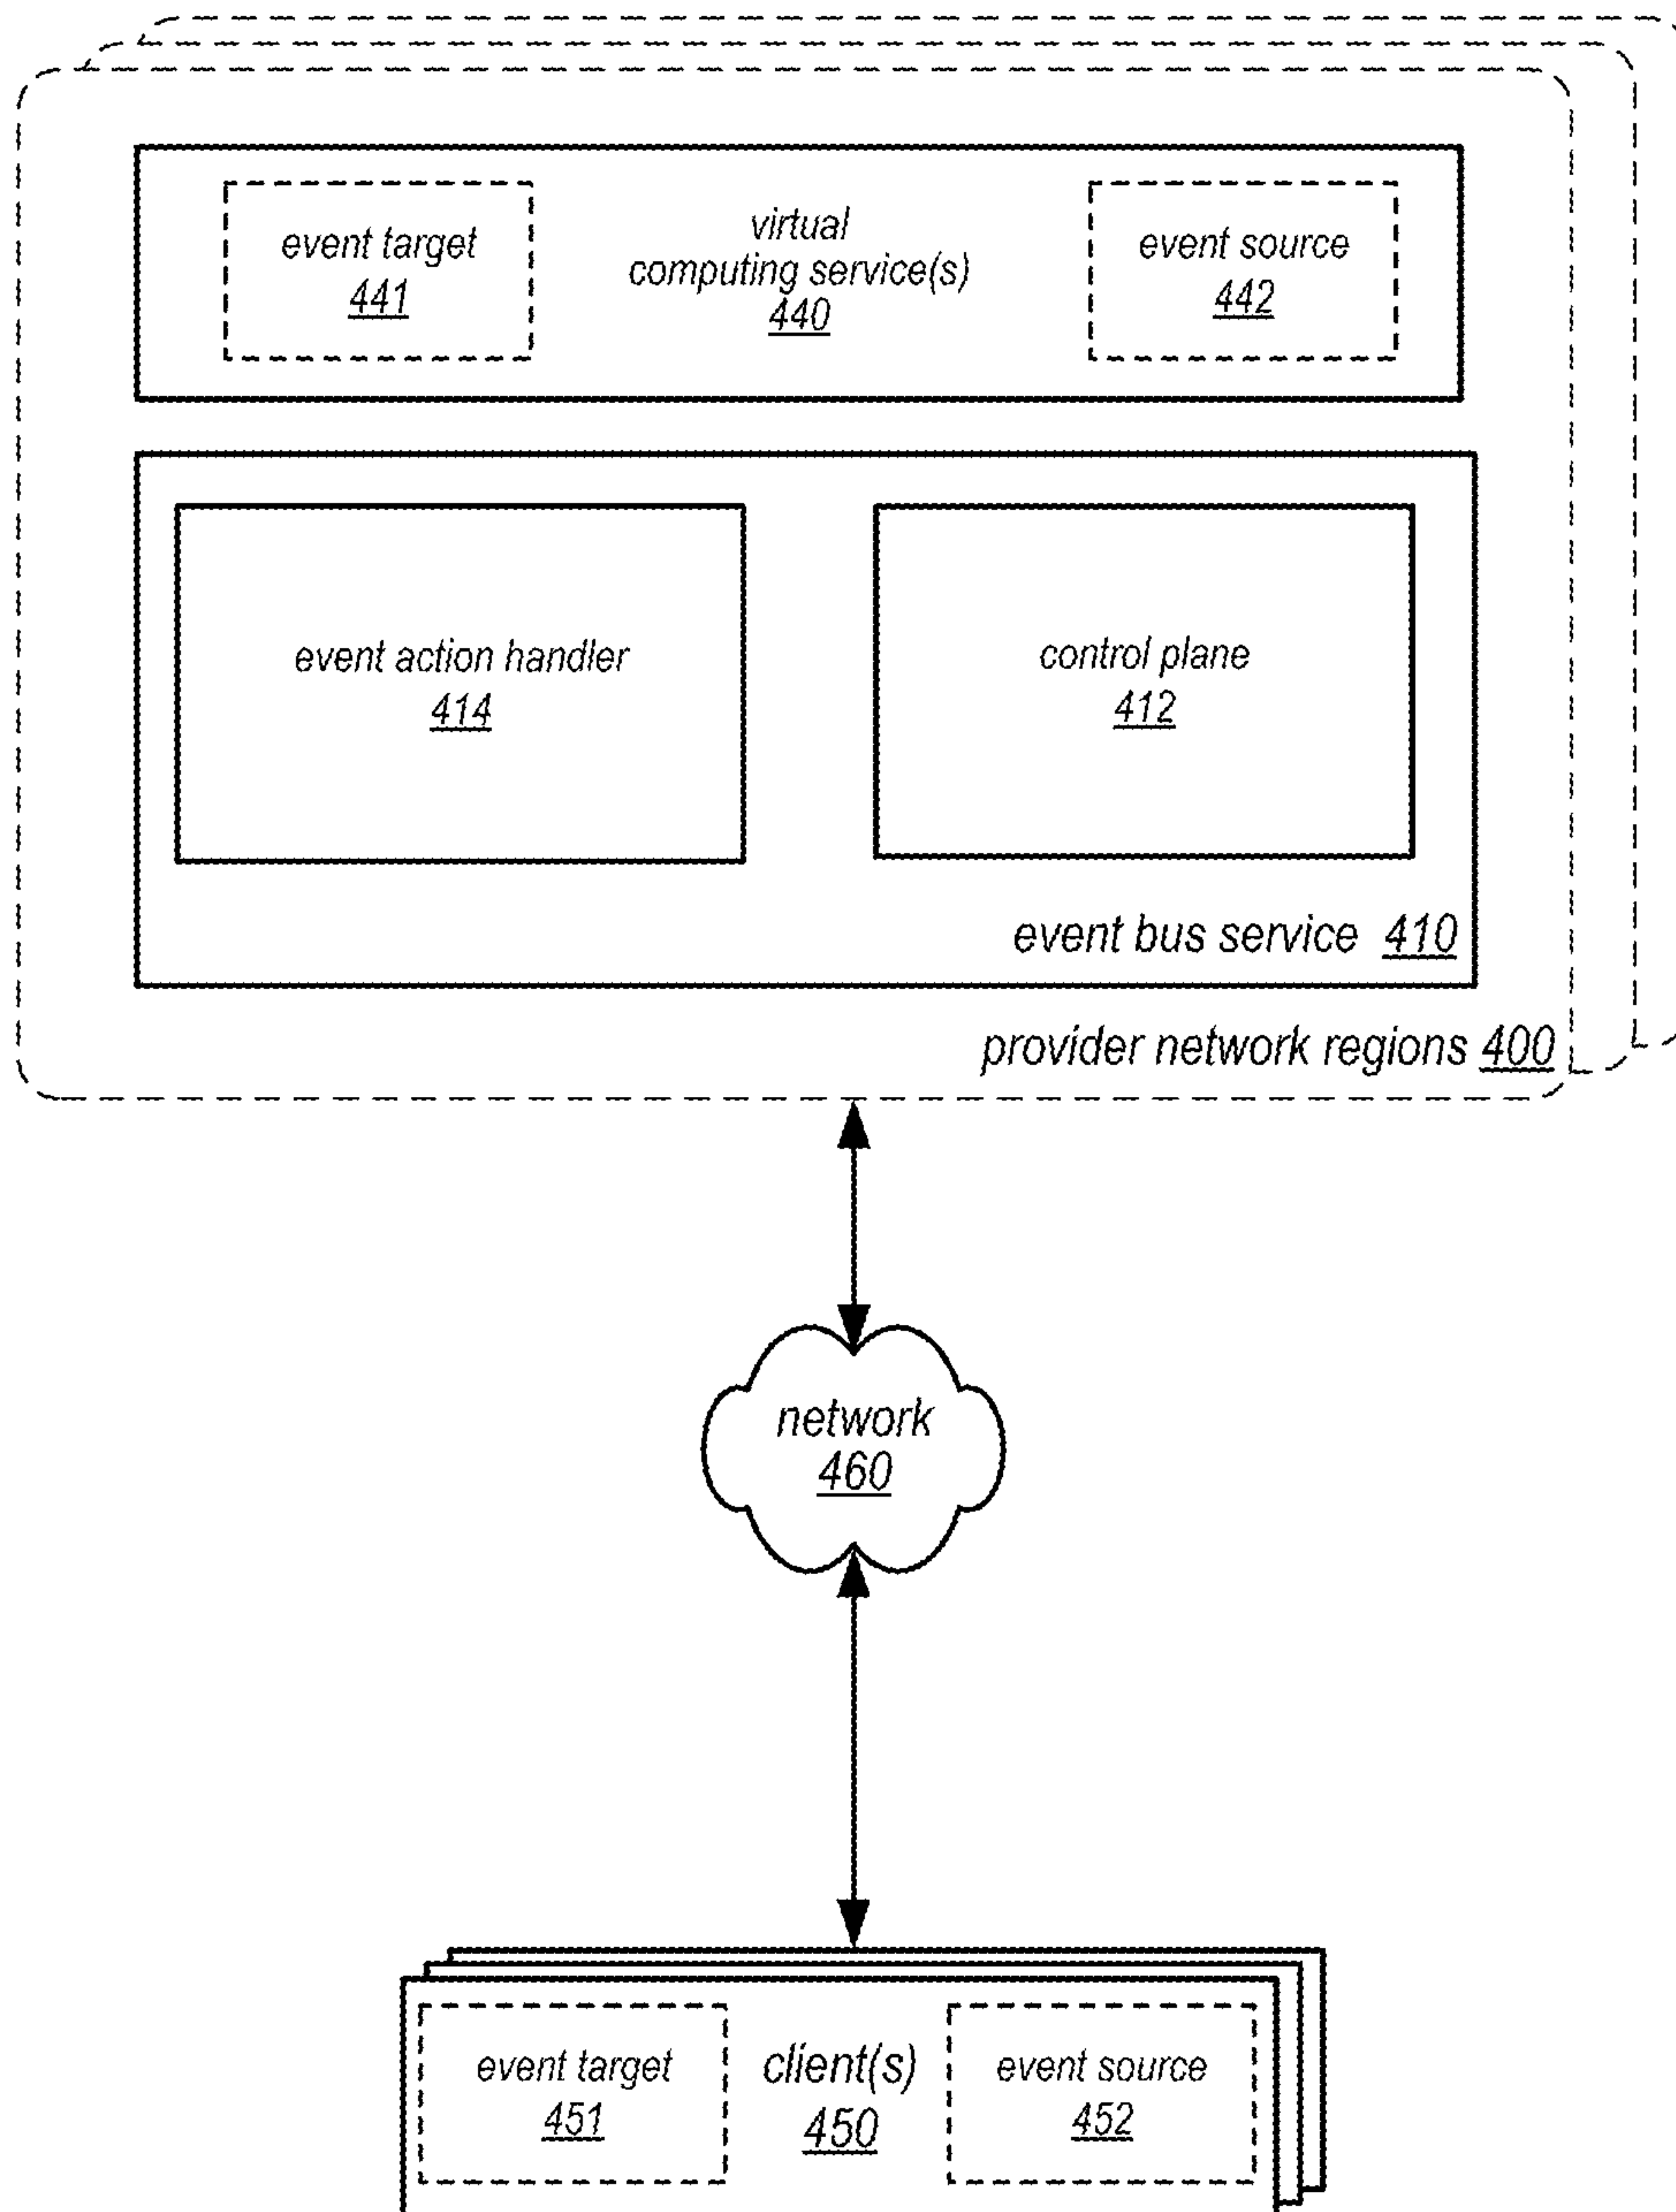 event target
441
virtual
computing service(s)
440
event source
442
event action handler
414
control plane
412
event bus service 410
provider network regions 400
network
460
event target
451
client(s)
450
event source
452